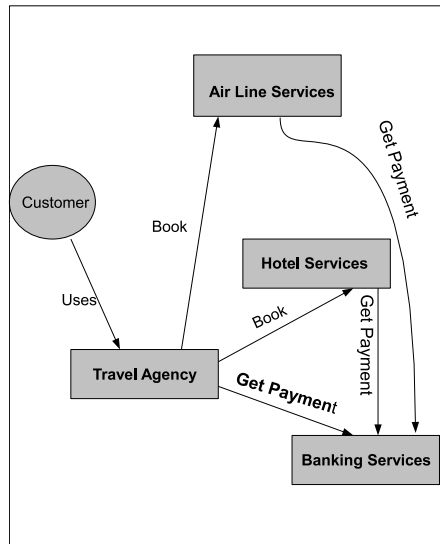 Air Line Services
Get Payment
Customer
Book
Hotel Services
Uses
Book
Get Payment
Travel Agency
Get Payment
Banking Services